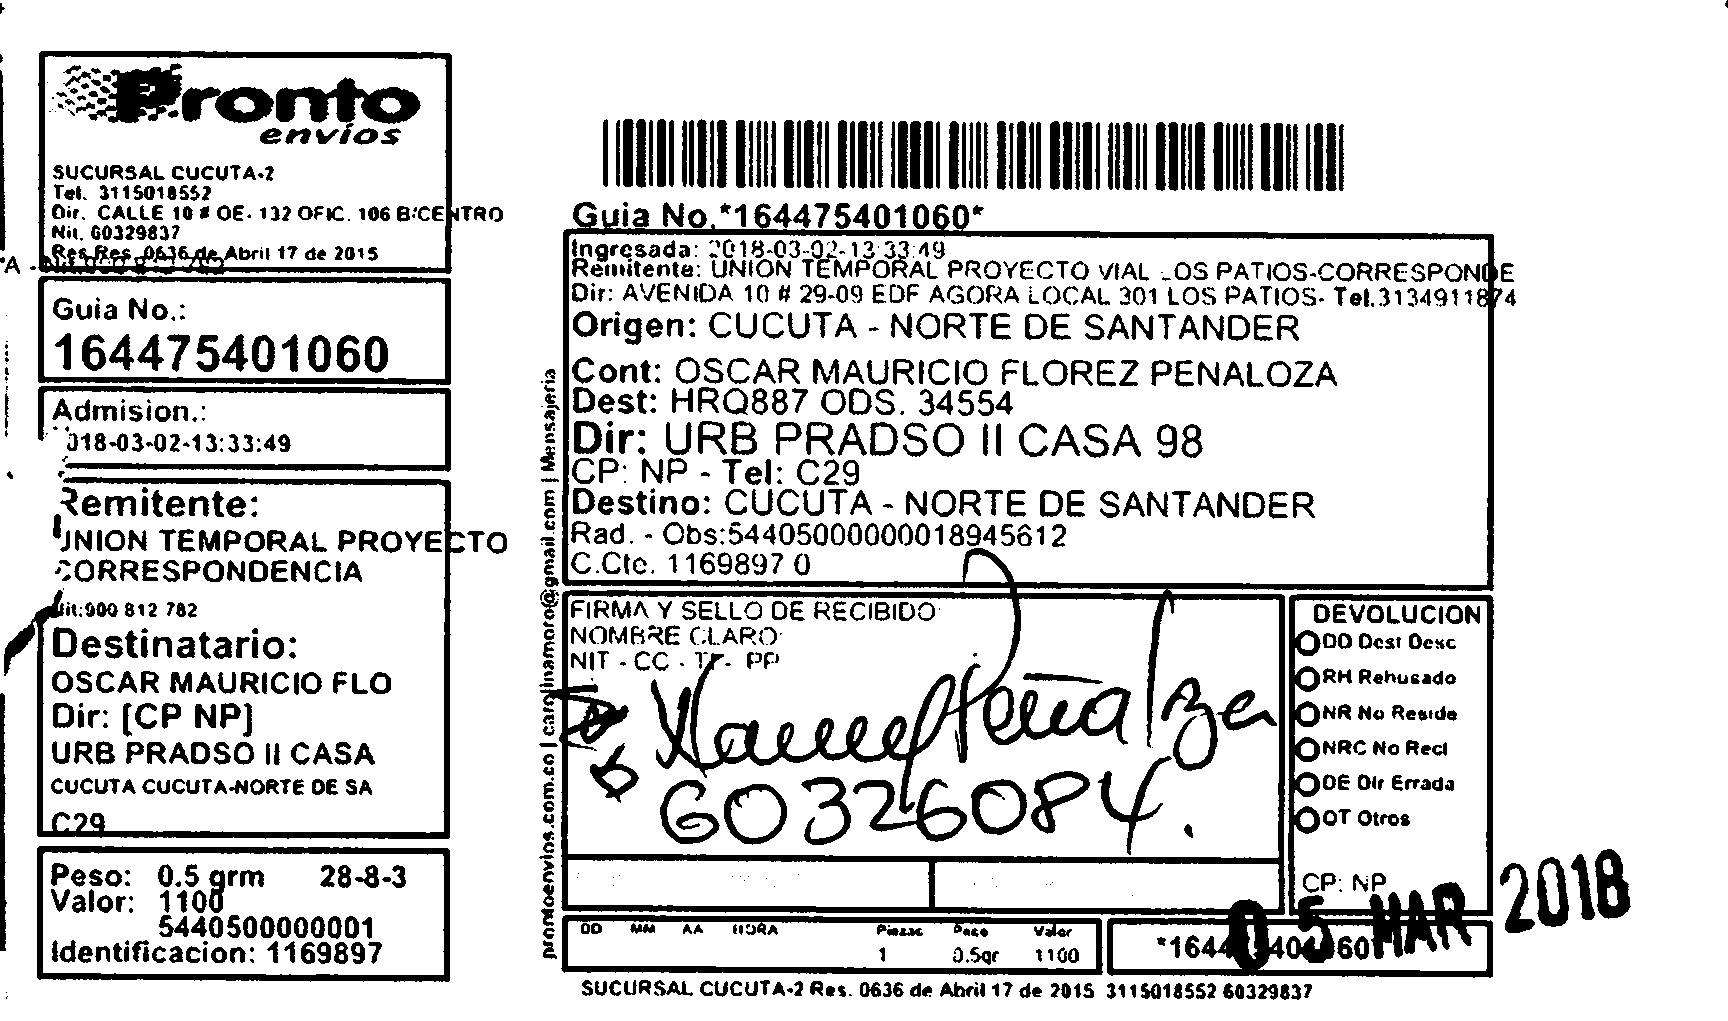 Pronto
envíos
SUCURSAL CUCUTA-2
Tel. 3115018552
Dir. CALLE 10 # OE- 132 OFIC. 106 B/CENTRO
Nit. 60329837
Res.Res. 0636 de Abril 17 de 2015
Guia No.:
164475401060
Admision.:
018-03-02-13:33:49
Remitente:
UNION TEMPORAL PROYECTO
CORRESPONDENCIA
Nit:900 812 782
Destinatario:
OSCAR MAURICIO FLO
Dir: [CP NP]
URB PRADSO II CASA
CUCUTA CUCUTA-NORTE DE SA
C29
Peso: 0.5 grm 28-8-3
Valor: 1100
5440500000001
Identificacion: 1169897
prontoenvios.com.co | carolinamoro@gmail.com | Mensajeria
Guia No.*164475401060*
Ingresada: 2018-03-02-13:33:49
Remitente: UNION TEMPORAL PROYECTO VIAL LOS PATIOS-CORRESPONDE
Dir: AVENIDA 10 # 29-09 EDF AGORA LOCAL 301 LOS PATIOS- Tel.3134911874
Origen: CUCUTA - NORTE DE SANTANDER
Cont: OSCAR MAURICIO FLOREZ PENALOZA
Dest: HRQ887 ODS. 34554
Dir: URB PRADSO II CASA 98
CP: NP - Tel: C29
Destino: CUCUTA - NORTE DE SANTANDER
Rad. - Obs:54405000000018945612
C.Cte. 1169897 0
FIRMA Y SELLO DE RECIBIDO
NOMBRE CLARO:
NIT - CC - TI - PP
Peñaloza
60326084.
DEVOLUCION
DD Dest Desc
RH Rehusado
NR No Reside
NRC No Recl
DE Dir Errada
OT Otros
CP: NP
05 MAR 2018
DD MM AA HORA Piezas Peso Valor
1 0.5gr 1100
*164475401060*
SUCURSAL CUCUTA-2 Res. 0636 de Abril 17 de 2015 3115018552 60329837